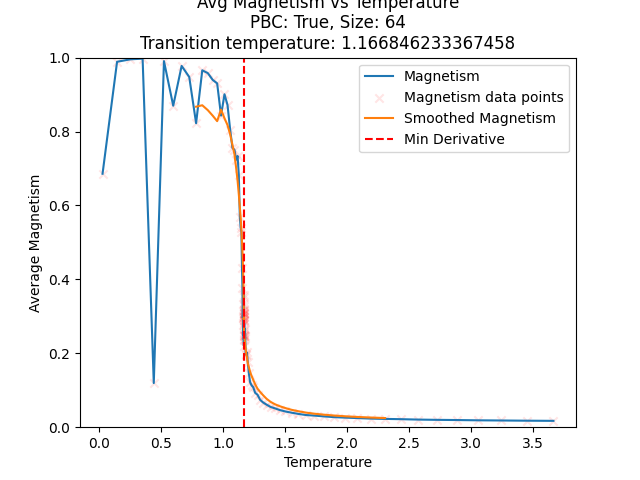 Avg Magnetism vs Temperature
PBC: True, Size: 64
Transition temperature: 1.166846233367458
Magnetism
Magnetism data points
Smoothed Magnetism
Min Derivative
Average Magnetism
1.0
0.8
0.6
0.4
0.2
0.0
0.0 0.5 1.0 1.5 2.0 2.5 3.0 3.5
Temperature